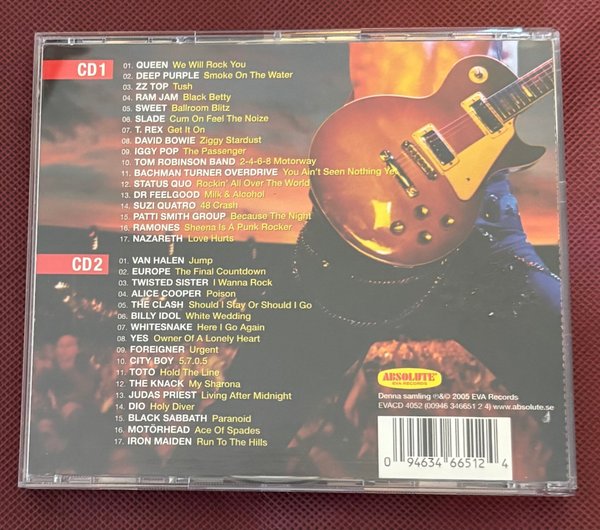 CD1
01. QUEEN We Will Rock You
02. DEEP PURPLE Smoke On The Water
03. ZZ TOP Tush
04. RAM JAM Black Betty
05. SWEET Ballroom Blitz
06. SLADE Cum On Feel The Noize
07. T. REX Get It On
08. DAVID BOWIE Ziggy Stardust
09. IGGY POP The Passenger
10. TOM ROBINSON BAND 2-4-6-8 Motorway
11. BACHMAN TURNER OVERDRIVE You Ain't Seen Nothing Yet
12. STATUS QUO Rockin' All Over The World
13. DR FEELGOOD Milk & Alcohol
14. SUZI QUATRO 48 Crash
15. PATTI SMITH GROUP Because The Night
16. RAMONES Sheena Is A Punk Rocker
17. NAZARETH Love Hurts
CD2
01. VAN HALEN Jump
02. EUROPE The Final Countdown
03. TWISTED SISTER I Wanna Rock
04. ALICE COOPER Poison
05. THE CLASH Should I Stay Or Should I Go
06. BILLY IDOL White Wedding
07. WHITESNAKE Here I Go Again
08. YES Owner Of A Lonely Heart
09. FOREIGNER Urgent
10. CITY BOY 5.7.0.5
11. TOTO Hold The Line
12. THE KNACK My Sharona
13. JUDAS PRIEST Living After Midnight
14. DIO Holy Diver
15. BLACK SABBATH Paranoid
16. MOTÖRHEAD Ace Of Spades
17. IRON MAIDEN Run To The Hills
ABSOLUTE
EVA RECORDS
Denna samling ℗&© 2005 EVA Records
EVACD 4052 (00946 346651 2 4) www.absolute.se
0 94634 66512 4